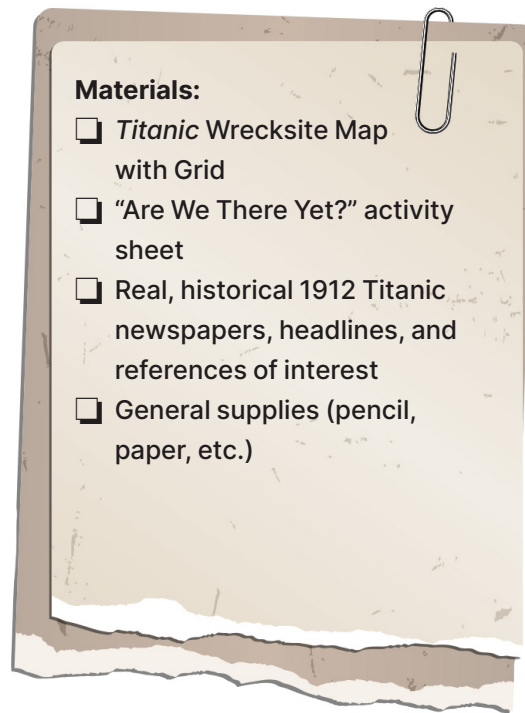 Materials:
❏ Titanic Wrecksite Map
with Grid
❏ “Are We There Yet?” activity
sheet
❏ Real, historical 1912 Titanic
newspapers, headlines, and
references of interest
❏ General supplies (pencil,
paper, etc.)